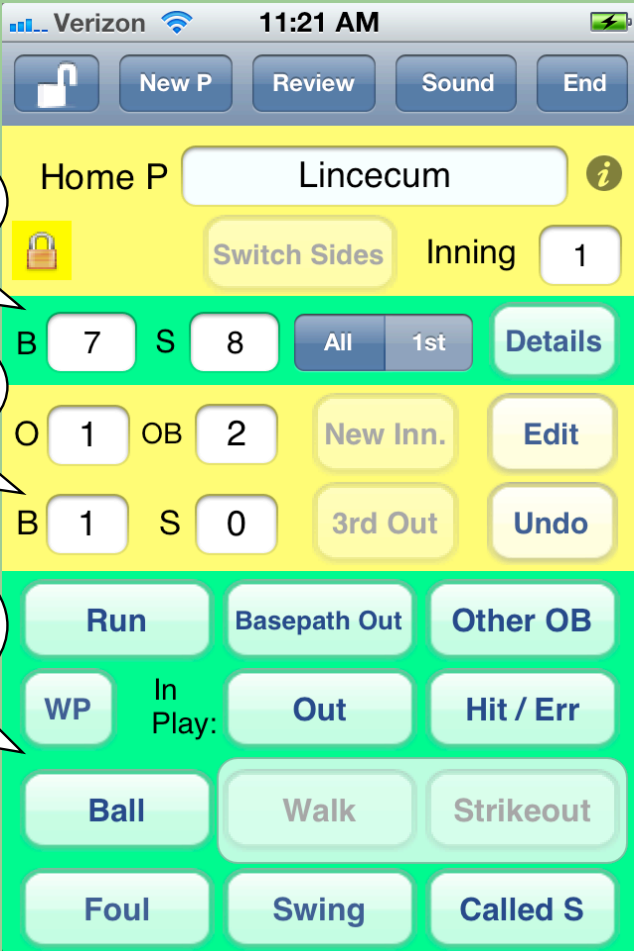 Verizon 11:21 AM
New P Review Sound End
Home P Lincecum i
Switch Sides Inning 1
B 7 S 8 All 1st Details
O 1 OB 2 New Inn. Edit
B 1 S 0 3rd Out Undo
Run Basepath Out Other OB
WP In Play: Out Hit / Err
Ball Walk Strikeout
Foul Swing Called S